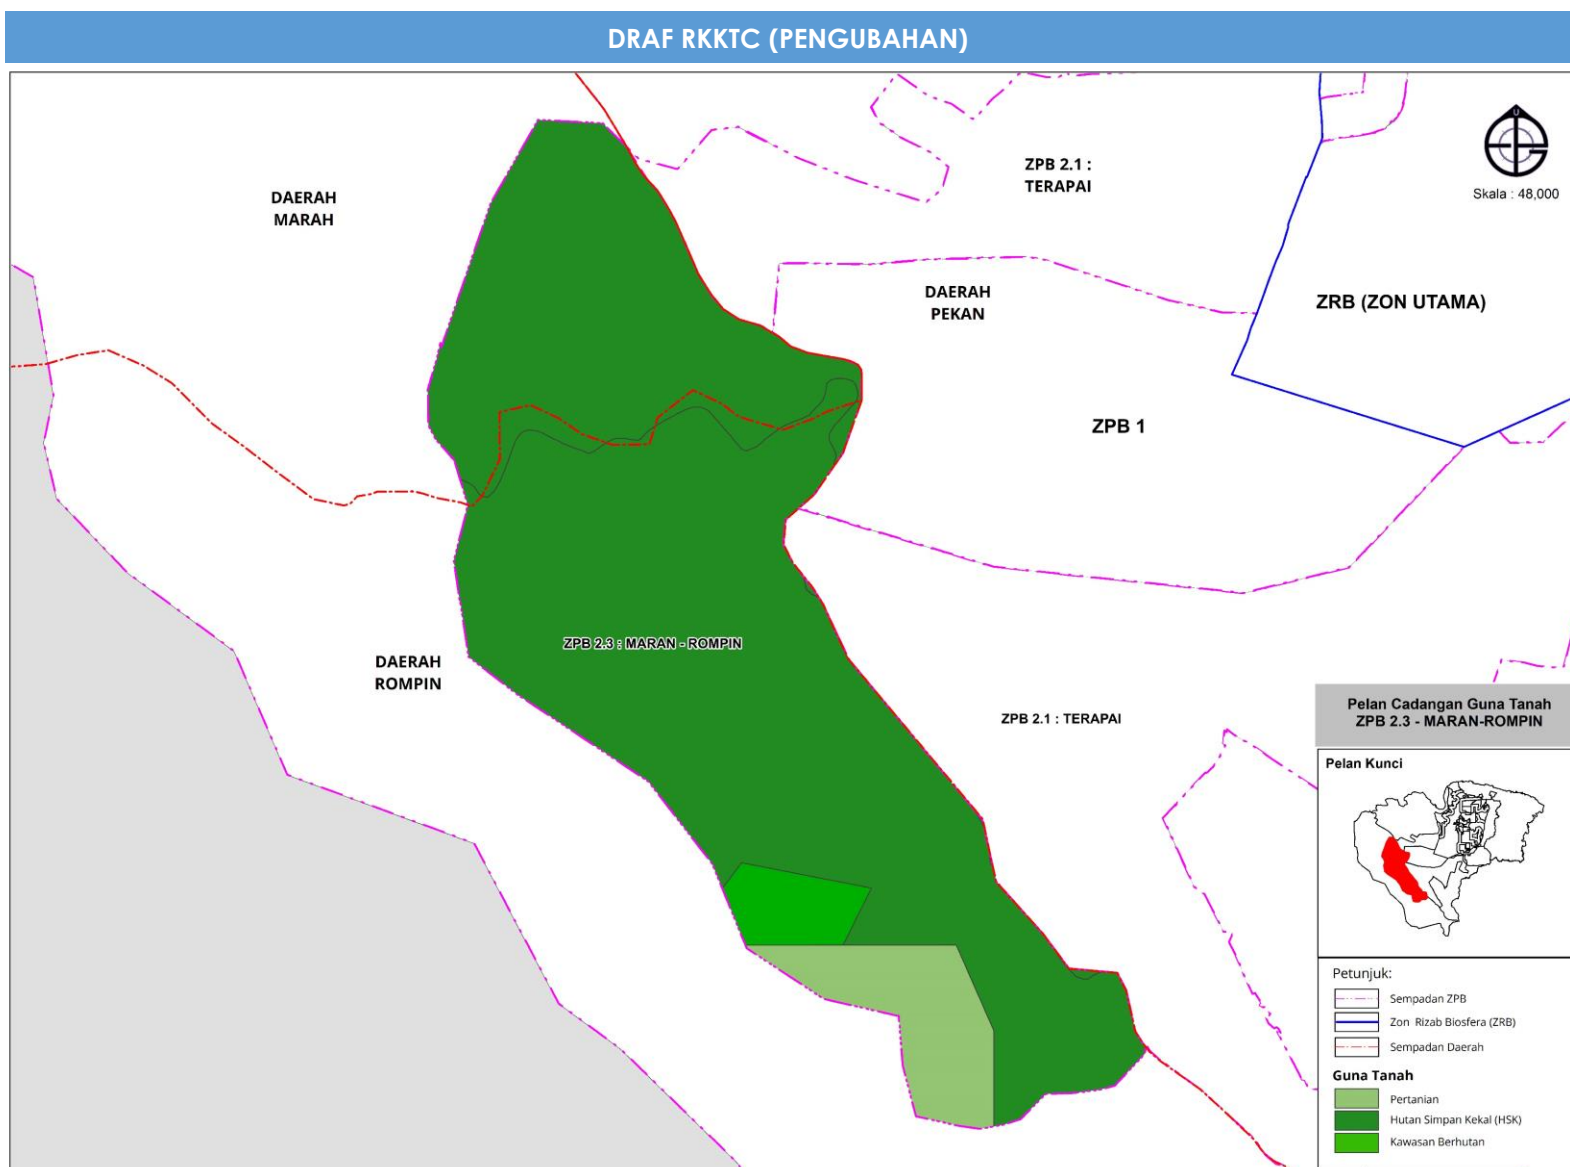 DRAF RKKTC (PENGUBAHAN)
U
Skala : 48,000
ZPB 2.1 :
TERAPAI
DAERAH
MARAH
DAERAH
PEKAN
ZRB (ZON UTAMA)
ZPB 1
ZPB 2.3 : MARAN - ROMPIN
DAERAH
ROMPIN
ZPB 2.1 : TERAPAI
Pelan Cadangan Guna Tanah
ZPB 2.3 - MARAN-ROMPIN
Pelan Kunci
Petunjuk:
Sempadan ZPB
Zon Rizab Biosfera (ZRB)
Sempadan Daerah
Guna Tanah
Pertanian
Hutan Simpan Kekal (HSK)
Kawasan Berhutan